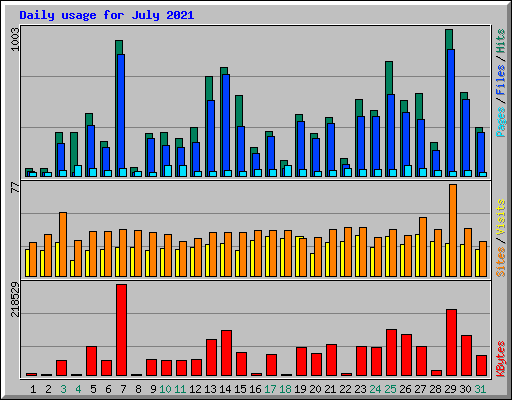 Daily usage for July 2021
1003
Pages / Files / Hits
77
Sites / Visits
218529
KBytes
1 2 3 4 5 6 7 8 9 10 11 12 13 14 15 16 17 18 19 20 21 22 23 24 25 26 27 28 29 30 31